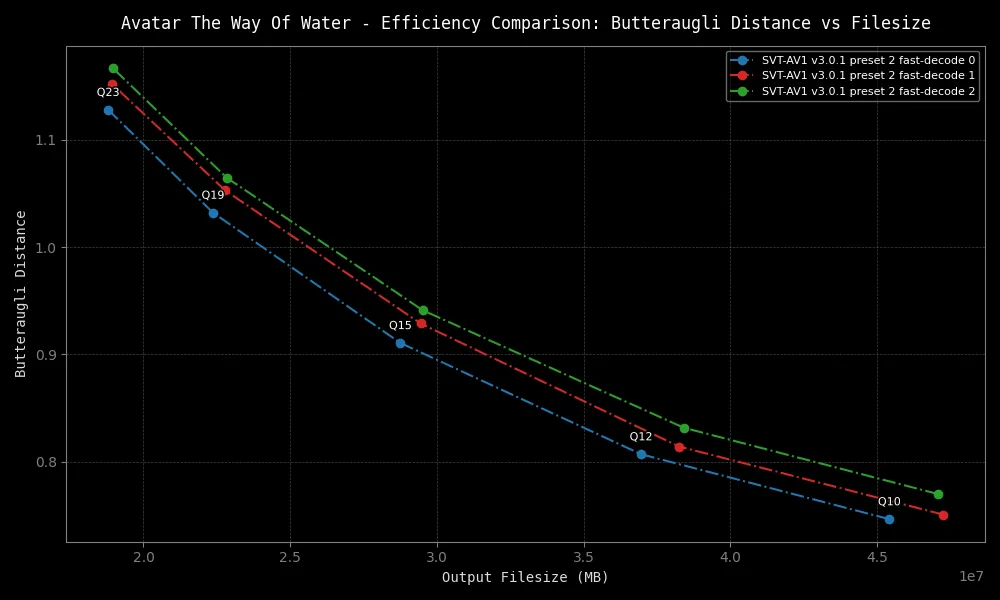 Avatar The Way Of Water - Efficiency Comparison: Butteraugli Distance vs Filesize
SVT-AV1 v3.0.1 preset 2 fast-decode 0
SVT-AV1 v3.0.1 preset 2 fast-decode 1
SVT-AV1 v3.0.1 preset 2 fast-decode 2
Q23
Q19
Q15
Q12
Q10
Butteraugli Distance
1.1
1.0
0.9
0.8
2.0 2.5 3.0 3.5 4.0 4.5
1e7
Output Filesize (MB)